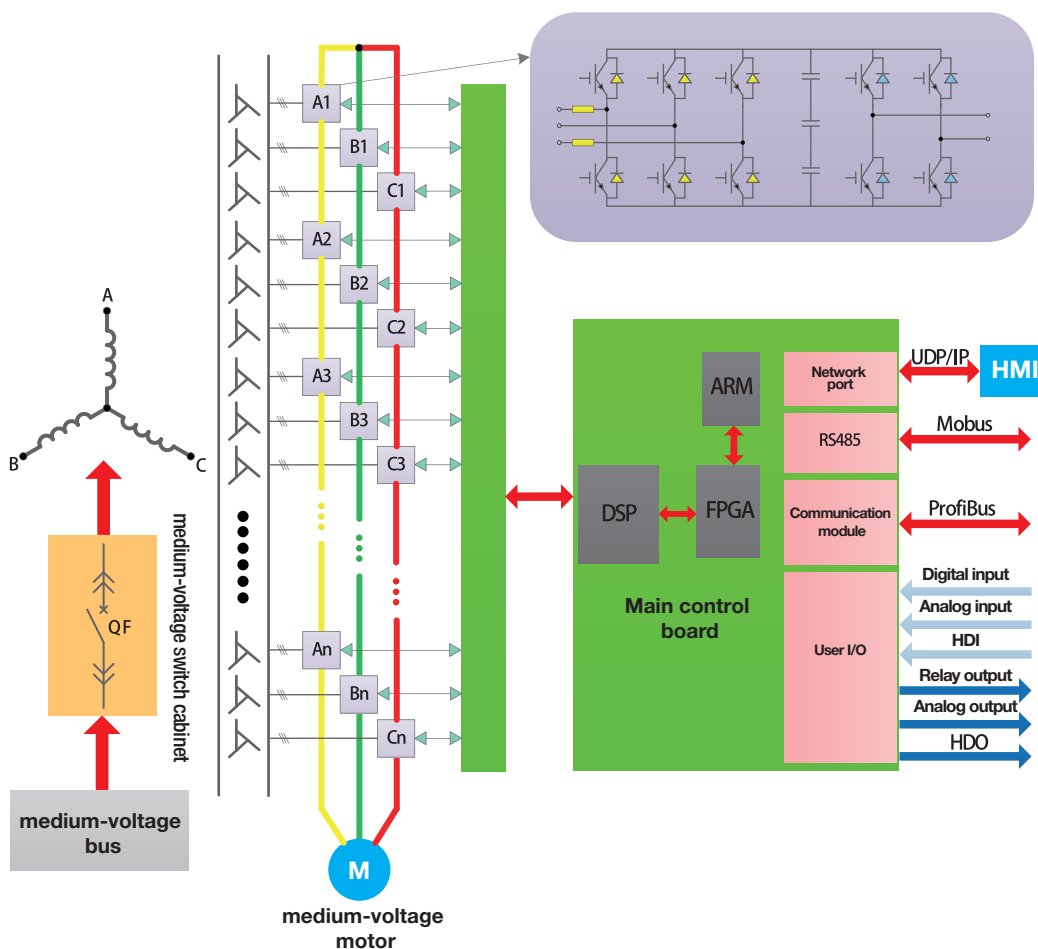 A
B
C
QF
medium-voltage switch cabinet
medium-voltage
bus
A1
B1
C1
A2
B2
C2
A3
B3
C3
An
Bn
Cn
M
medium-voltage
motor
DSP
FPGA
ARM
Main control
board
Network
port
RS485
Communication
module
User I/O
UDP/IP
HMI
Mobus
ProfiBus
Digital input
Analog input
HDI
Relay output
Analog output
HDO